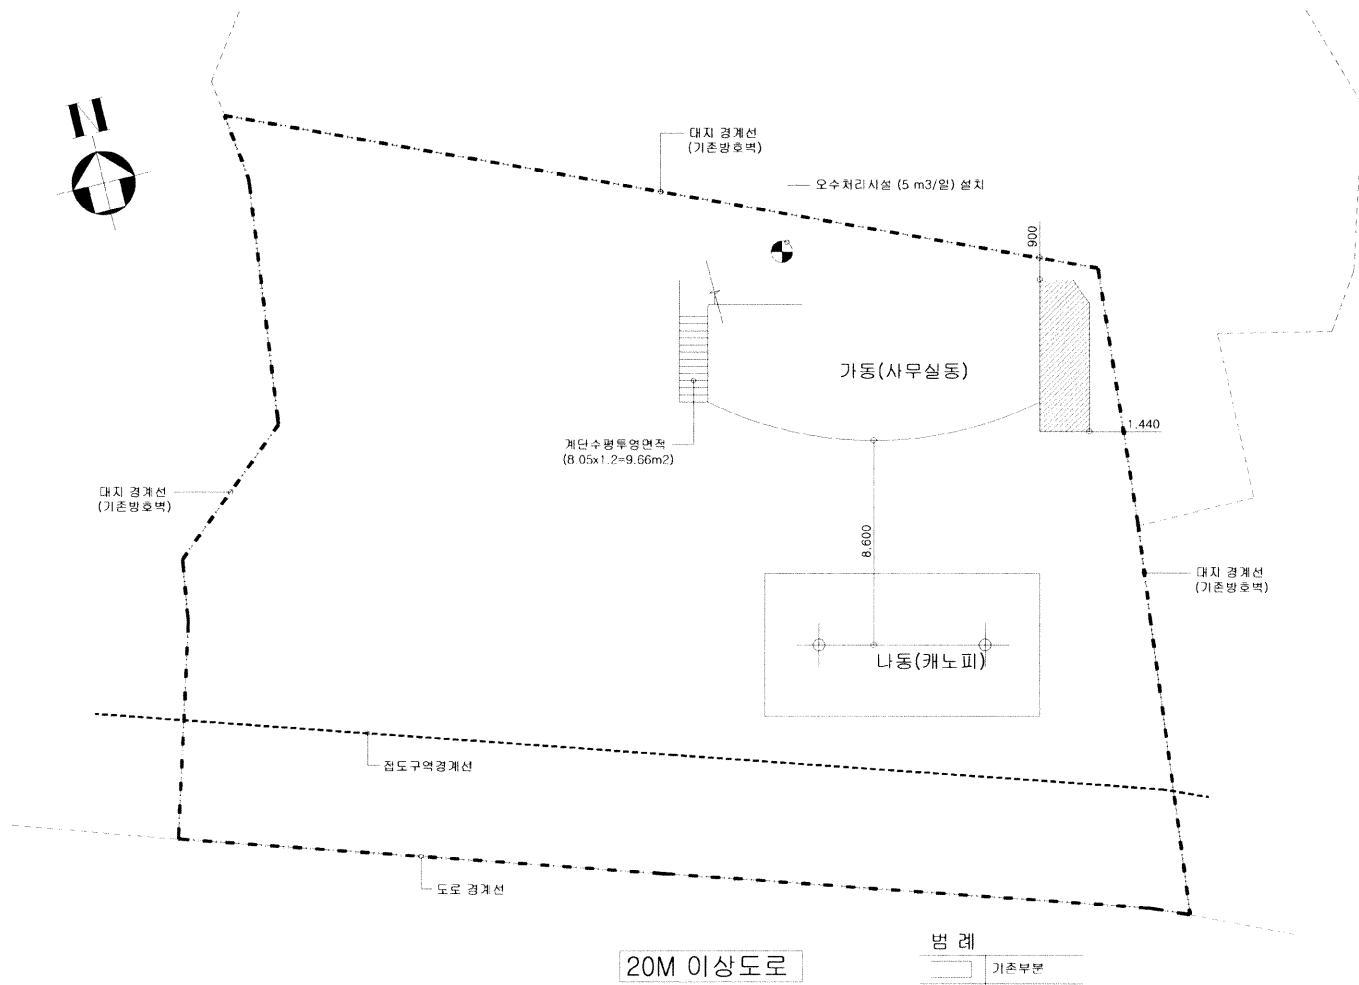 N
대지 경계선
(기존방호벽)
오수처리시설 (5 m3/일) 설치
900
가동(사무실동)
1,440
계단수평투영면적
(8.05x1.2=9.66m2)
대지 경계선
(기존방호벽)
8,600
대지 경계선
(기존방호벽)
나동(캐노피)
접도구역경계선
도로 경계선
20M 이상도로
범 례
기존부분